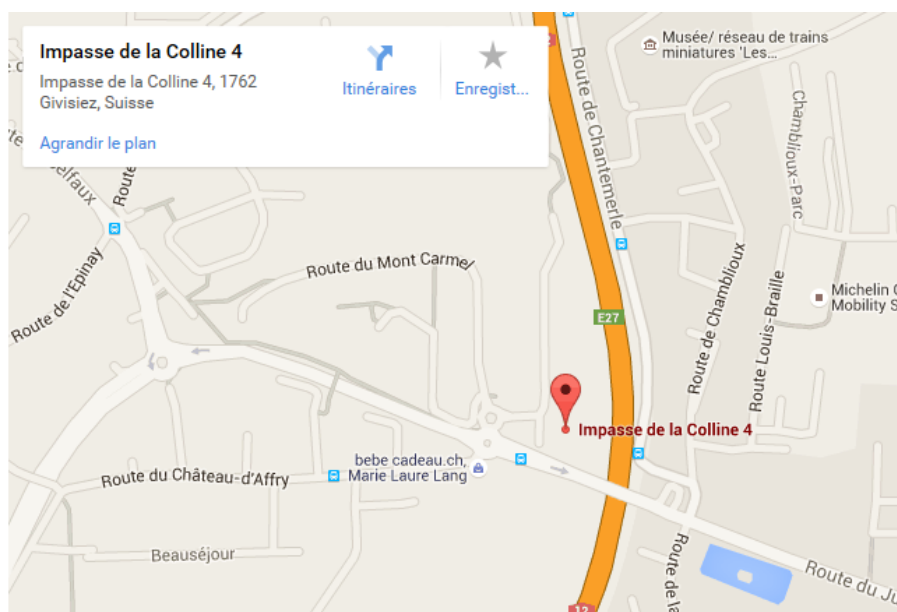 Impasse de la Colline 4
Impasse de la Colline 4, 1762
Givisiez, Suisse
Itinéraires
Enregist...
Agrandir le plan
Musée/ réseau de trains
miniatures 'Les...
Route de Chantemerle
Chamblioux-Parc
Route
Route de l'Epinay
Route du Mont Carmel
E27
Route de Chamblioux
Route Louis-Braille
Michelin
Mobility
Impasse de la Colline 4
bebe cadeau.ch,
Marie Laure Lang
Route du Château-d'Affry
Beauséjour
Route de la
Route du
12